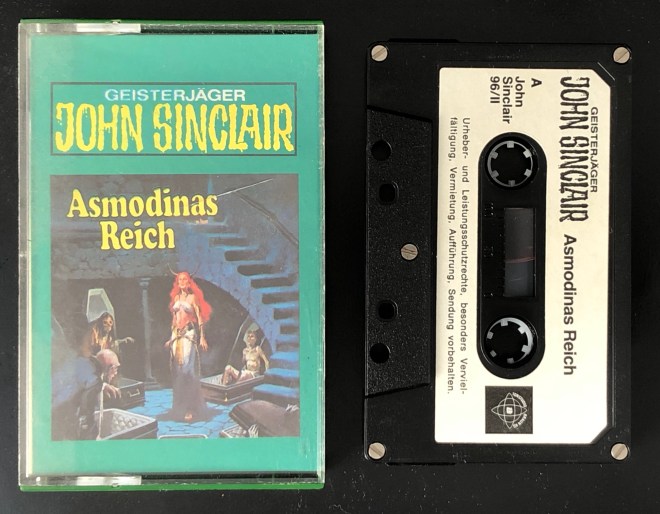 GEISTERJÄGER
JOHN SINCLAIR
Asmodinas
Reich
GEISTERJÄGER
JOHN SINCLAIR
Asmodinas Reich
A
John
Sinclair
96/II
Urheber- und Leistungsschutzrechte, besonders Verviel-
fältigung, Vermietung, Aufführung, Sendung vorbehalten.